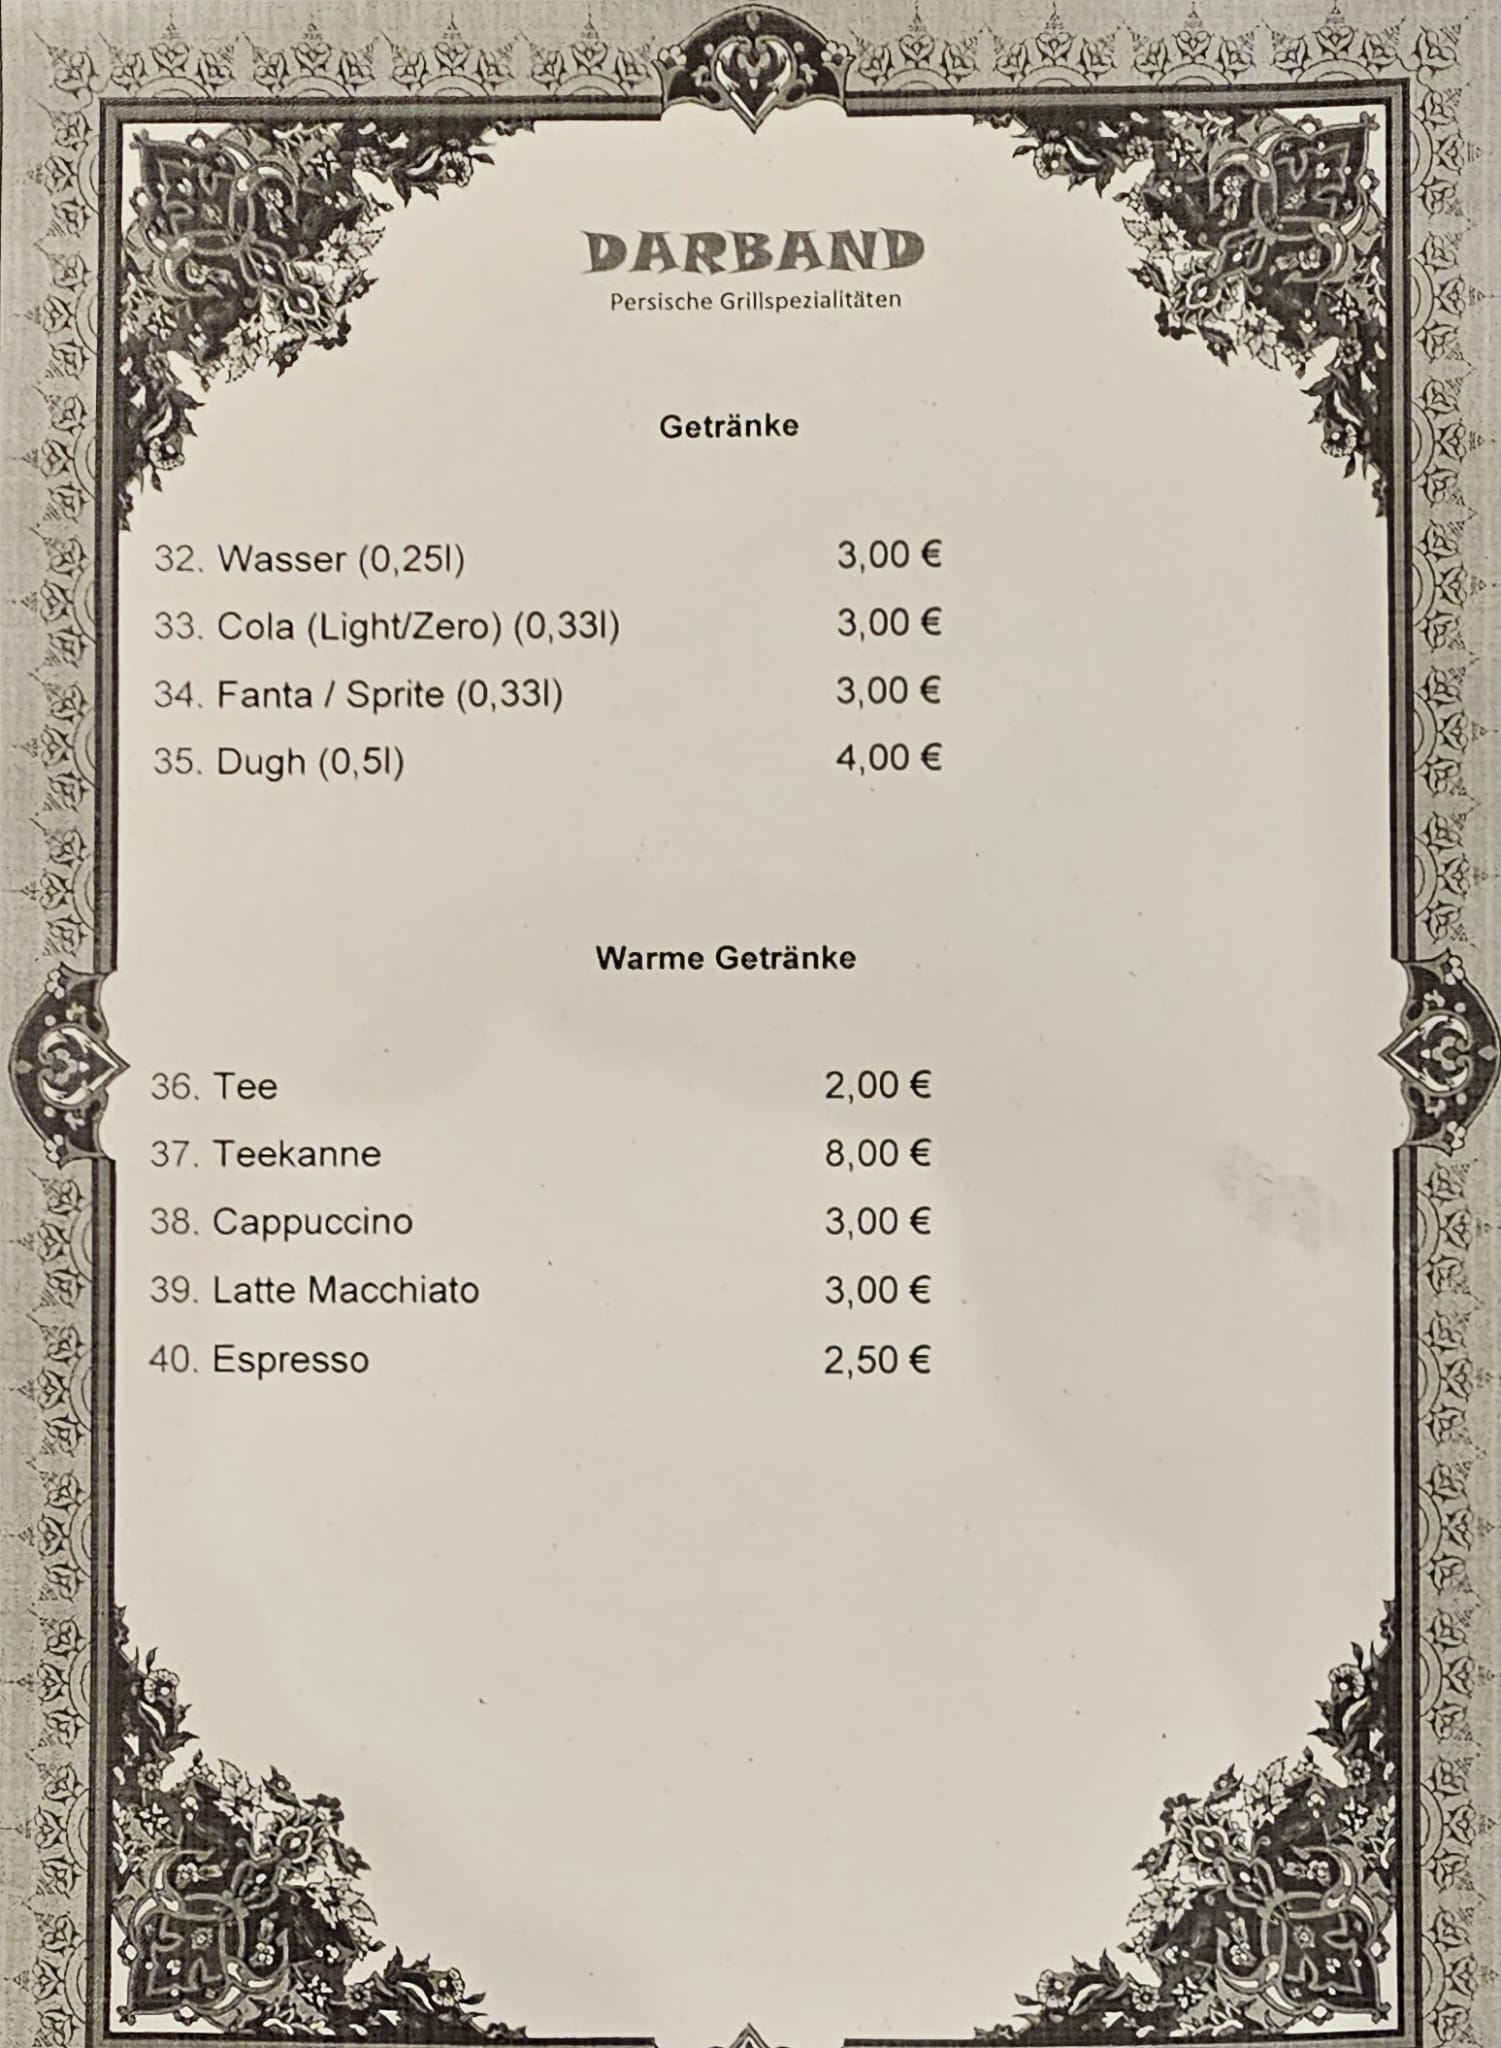 DARBAND
Persische Grillspezialitäten
Getränke
32. Wasser (0,25l) 3,00 €
33. Cola (Light/Zero) (0,33l) 3,00 €
34. Fanta / Sprite (0,33l) 3,00 €
35. Dugh (0,5l) 4,00 €
Warme Getränke
36. Tee 2,00 €
37. Teekanne 8,00 €
38. Cappuccino 3,00 €
39. Latte Macchiato 3,00 €
40. Espresso 2,50 €